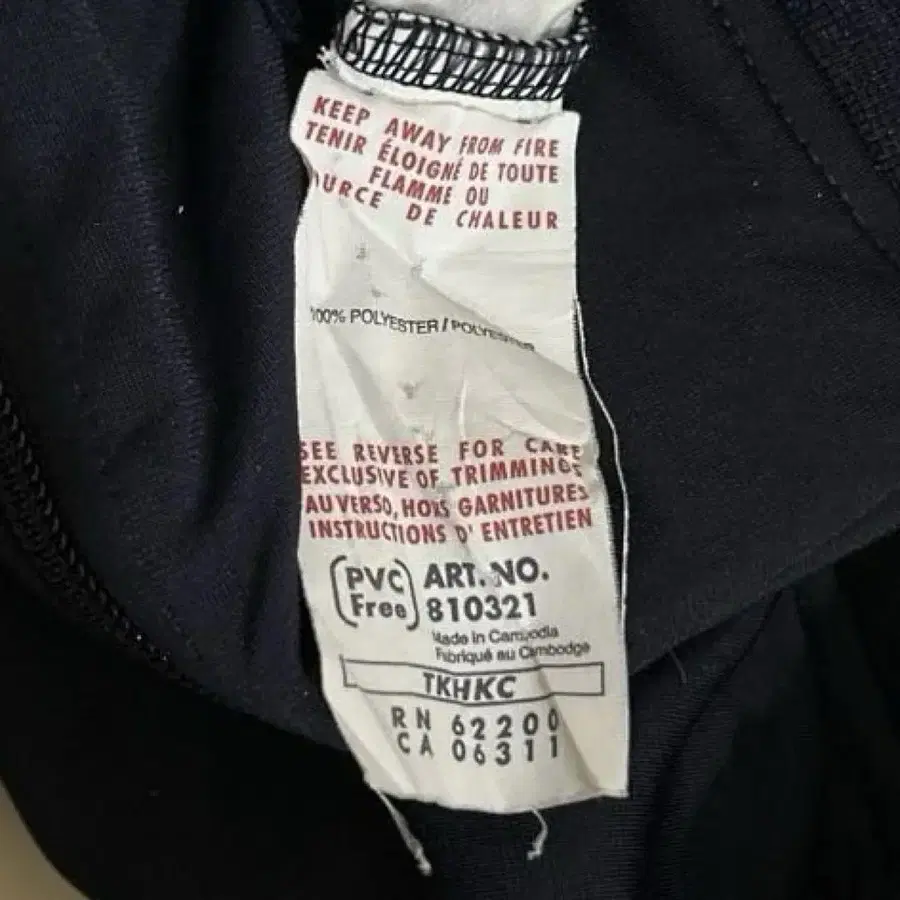 KEEP AWAY FROM FIRE
TENIR ÉLOIGNÉ DE TOUTE
FLAMME OU
URCE DE CHALEUR
100% POLYESTER / POLYESTER
SEE REVERSE FOR CARE
EXCLUSIVE OF TRIMMINGS
AU VERSO, HORS GARNITURES
INSTRUCTIONS D' ENTRETIEN
PVC Free
ART. NO.
810321
Made in Cambodia
Fabriqué au Cambodge
TKHKC
RN 62200
CA 06311